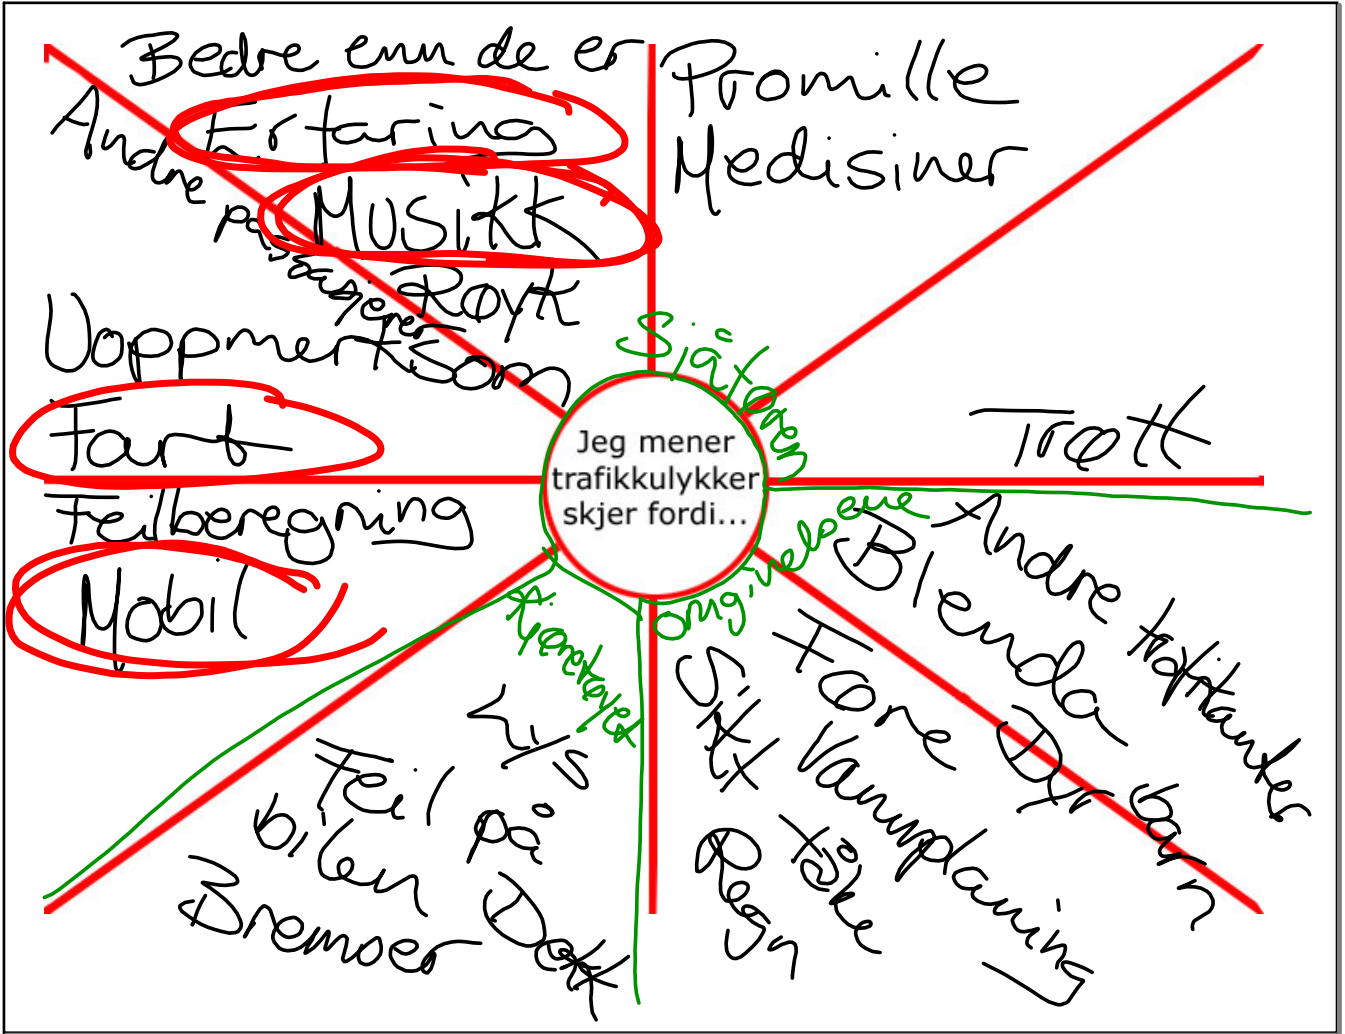 Bedre enn de er
Erfaring
Musikk
Røyk
Andre passasjerer
Uoppmerksom
Fart
Feilberegning
Mobil
Promille
Medisiner
Trøtt
Sjåføren
Jeg mener
trafikkulykker
skjer fordi...
omgivelsene
Kjøretøyet
Andre trafikanter
Blenda
Føre Dyr barn
Sikt Vannplaning
Regn tåke
Lys
Feil på
bilen Dekk
Bremser